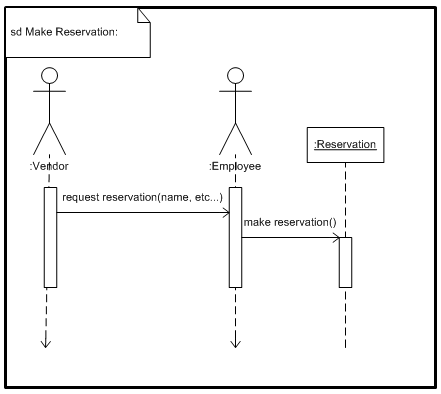 sd Make Reservation:
:Vendor
:Employee
:Reservation
request reservation(name, etc...)
make reservation()